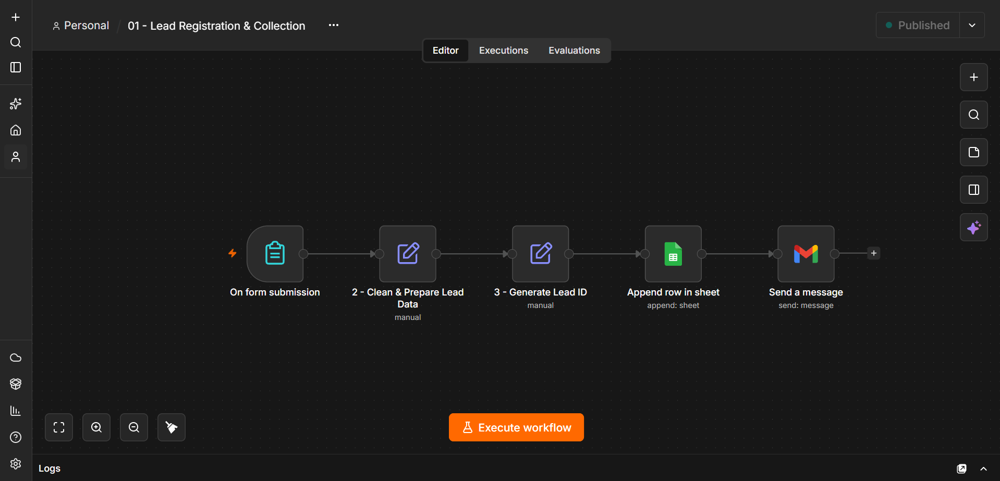 Personal / 01 - Lead Registration & Collection
Published
Editor
Executions
Evaluations
On form submission
2 - Clean & Prepare Lead
Data
manual
3 - Generate Lead ID
manual
Append row in sheet
append: sheet
Send a message
send: message
Execute workflow
Logs